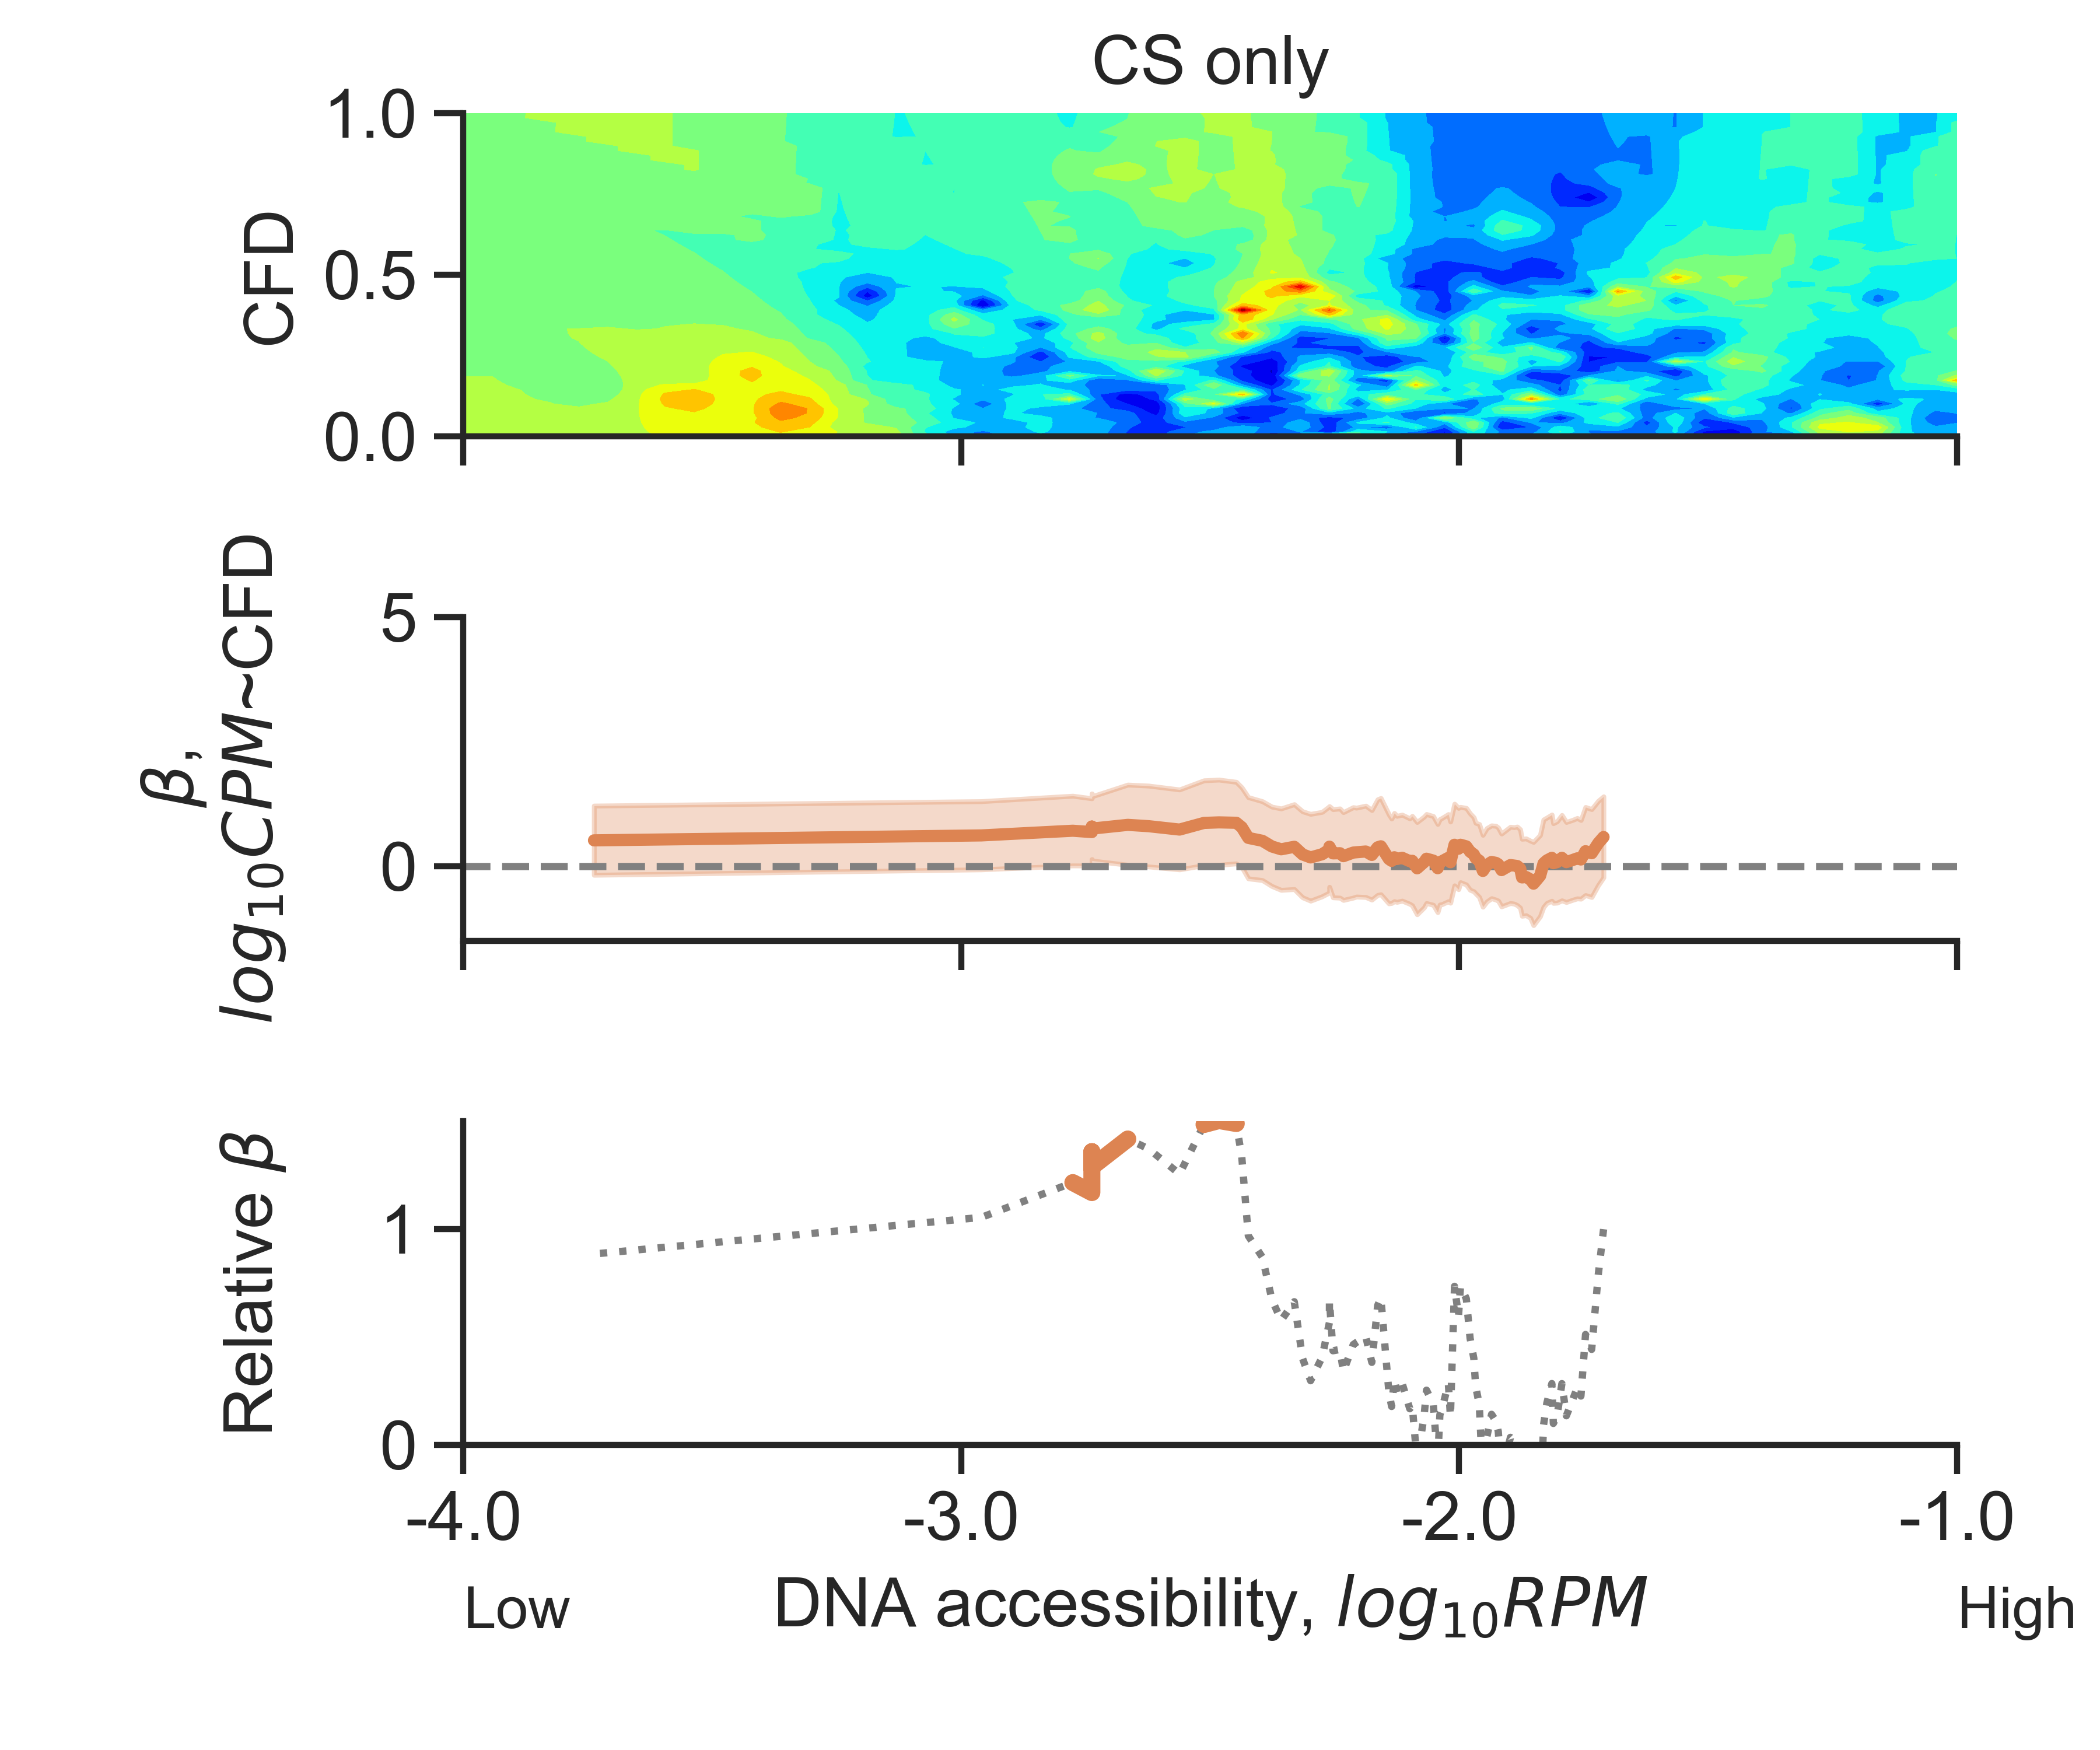 CS only
1.0
0.5
0.0
CFD
5
0
β,
log₁₀CPM~CFD
1
0
Relative β
-4.0 -3.0 -2.0 -1.0
Low DNA accessibility, log₁₀RPM High